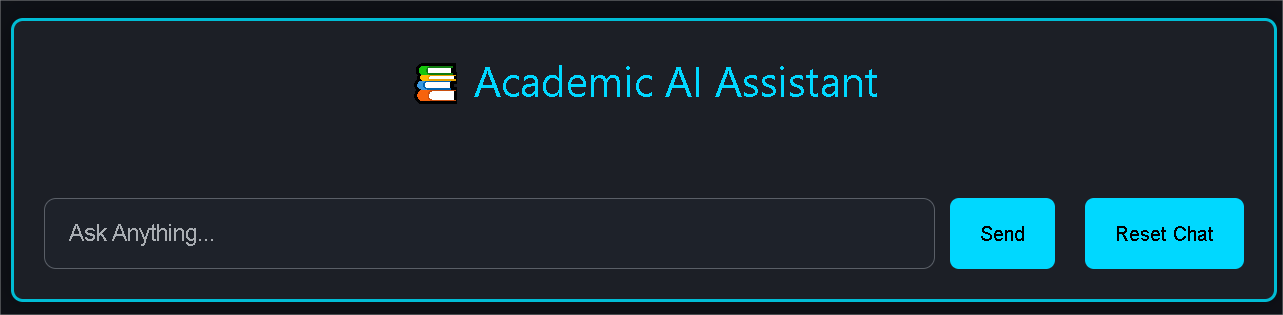 📚 Academic AI Assistant
Ask Anything... Send Reset Chat